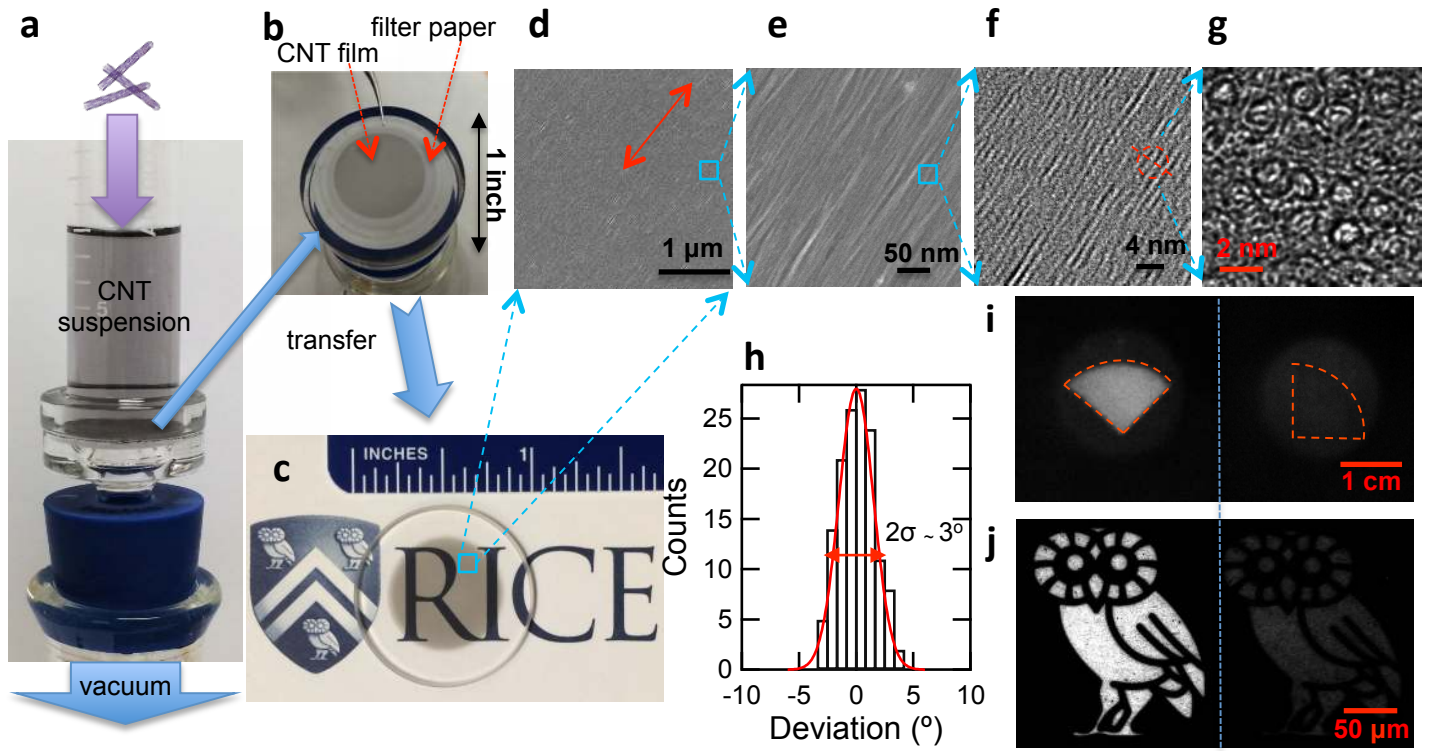 a
CNT
suspension
5
vacuum
b
CNT film
filter paper
1 inch
transfer
c
INCHES
1
RICE
d
1 µm
e
50 nm
f
4 nm
g
2 nm
h
Counts
25
20
15
10
5
0
2σ ~ 3º
-10
-5
0
5
10
Deviation (º)
i
1 cm
j
50 µm